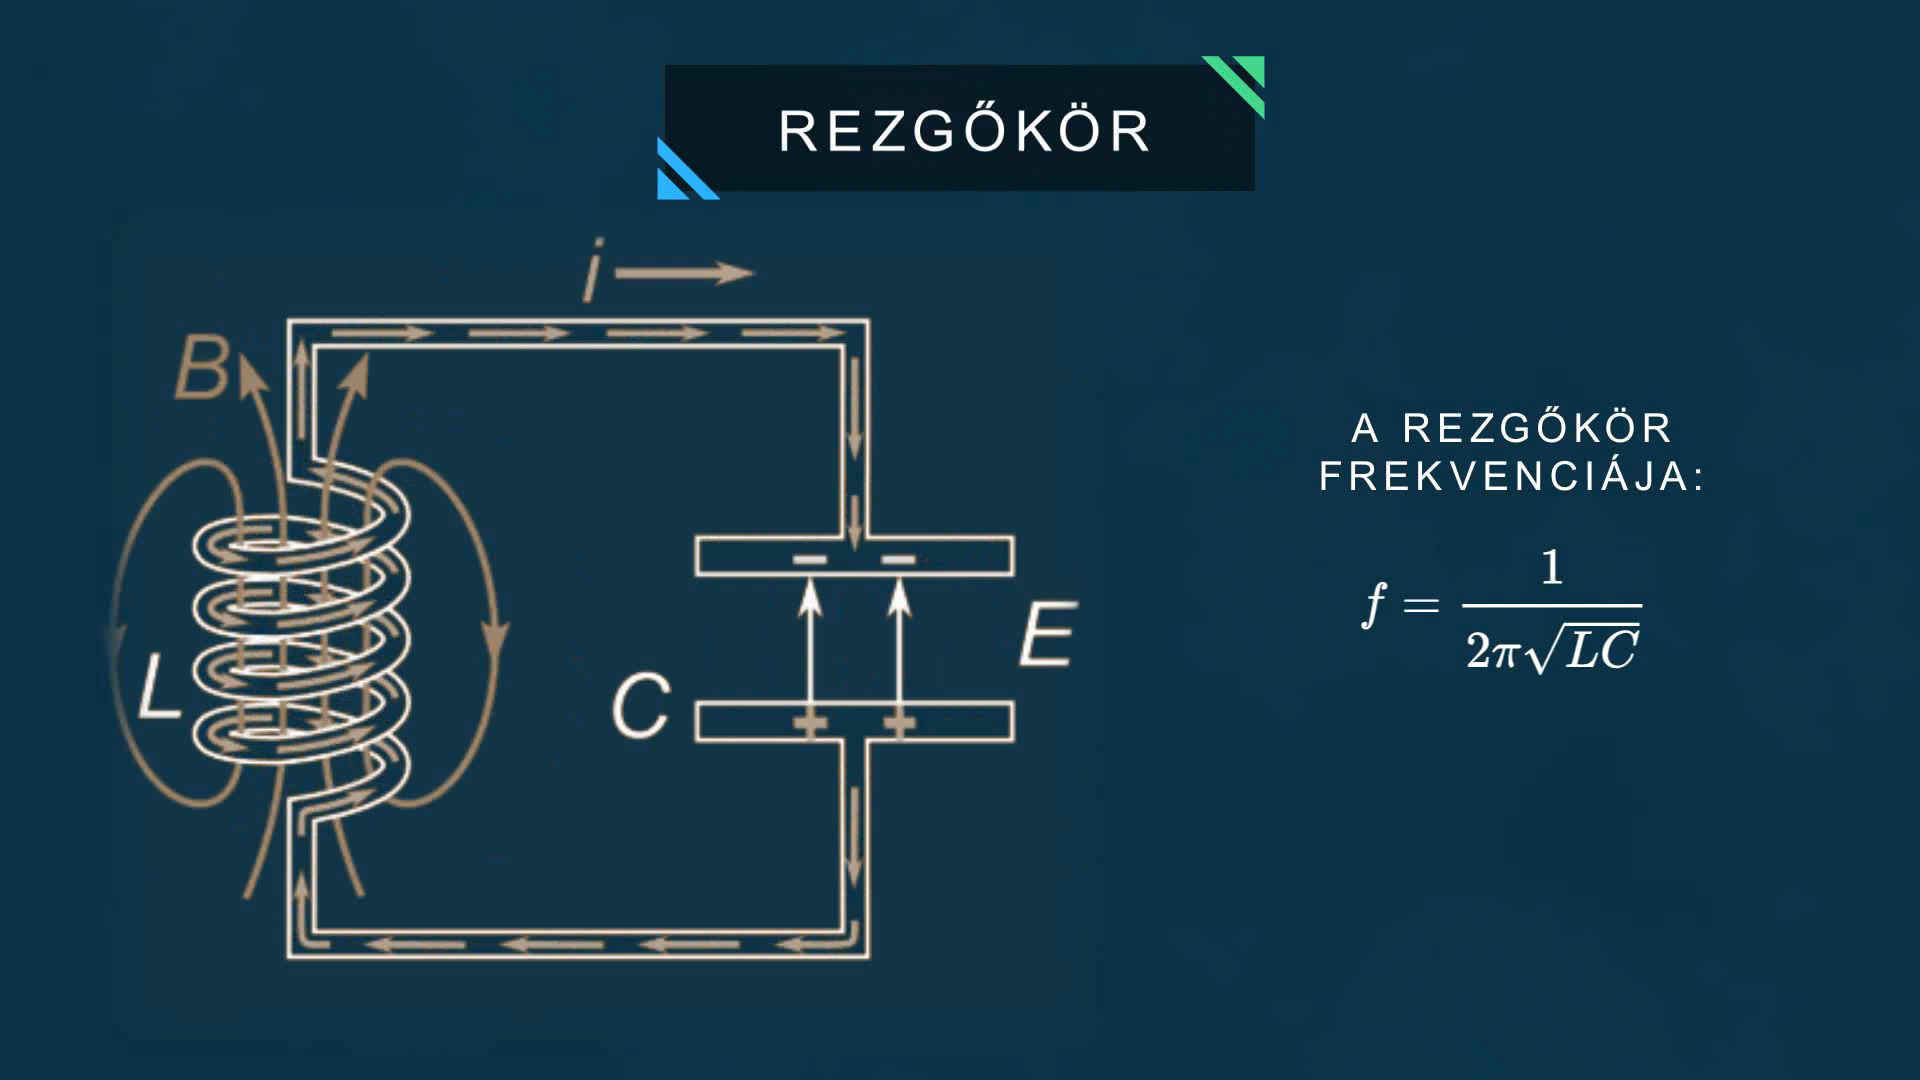 REZGŐKÖR
i
B
L
C
E
− −
+ +
A REZGŐKÖR
FREKVENCIÁJA:
f = 1 / 2π√LC